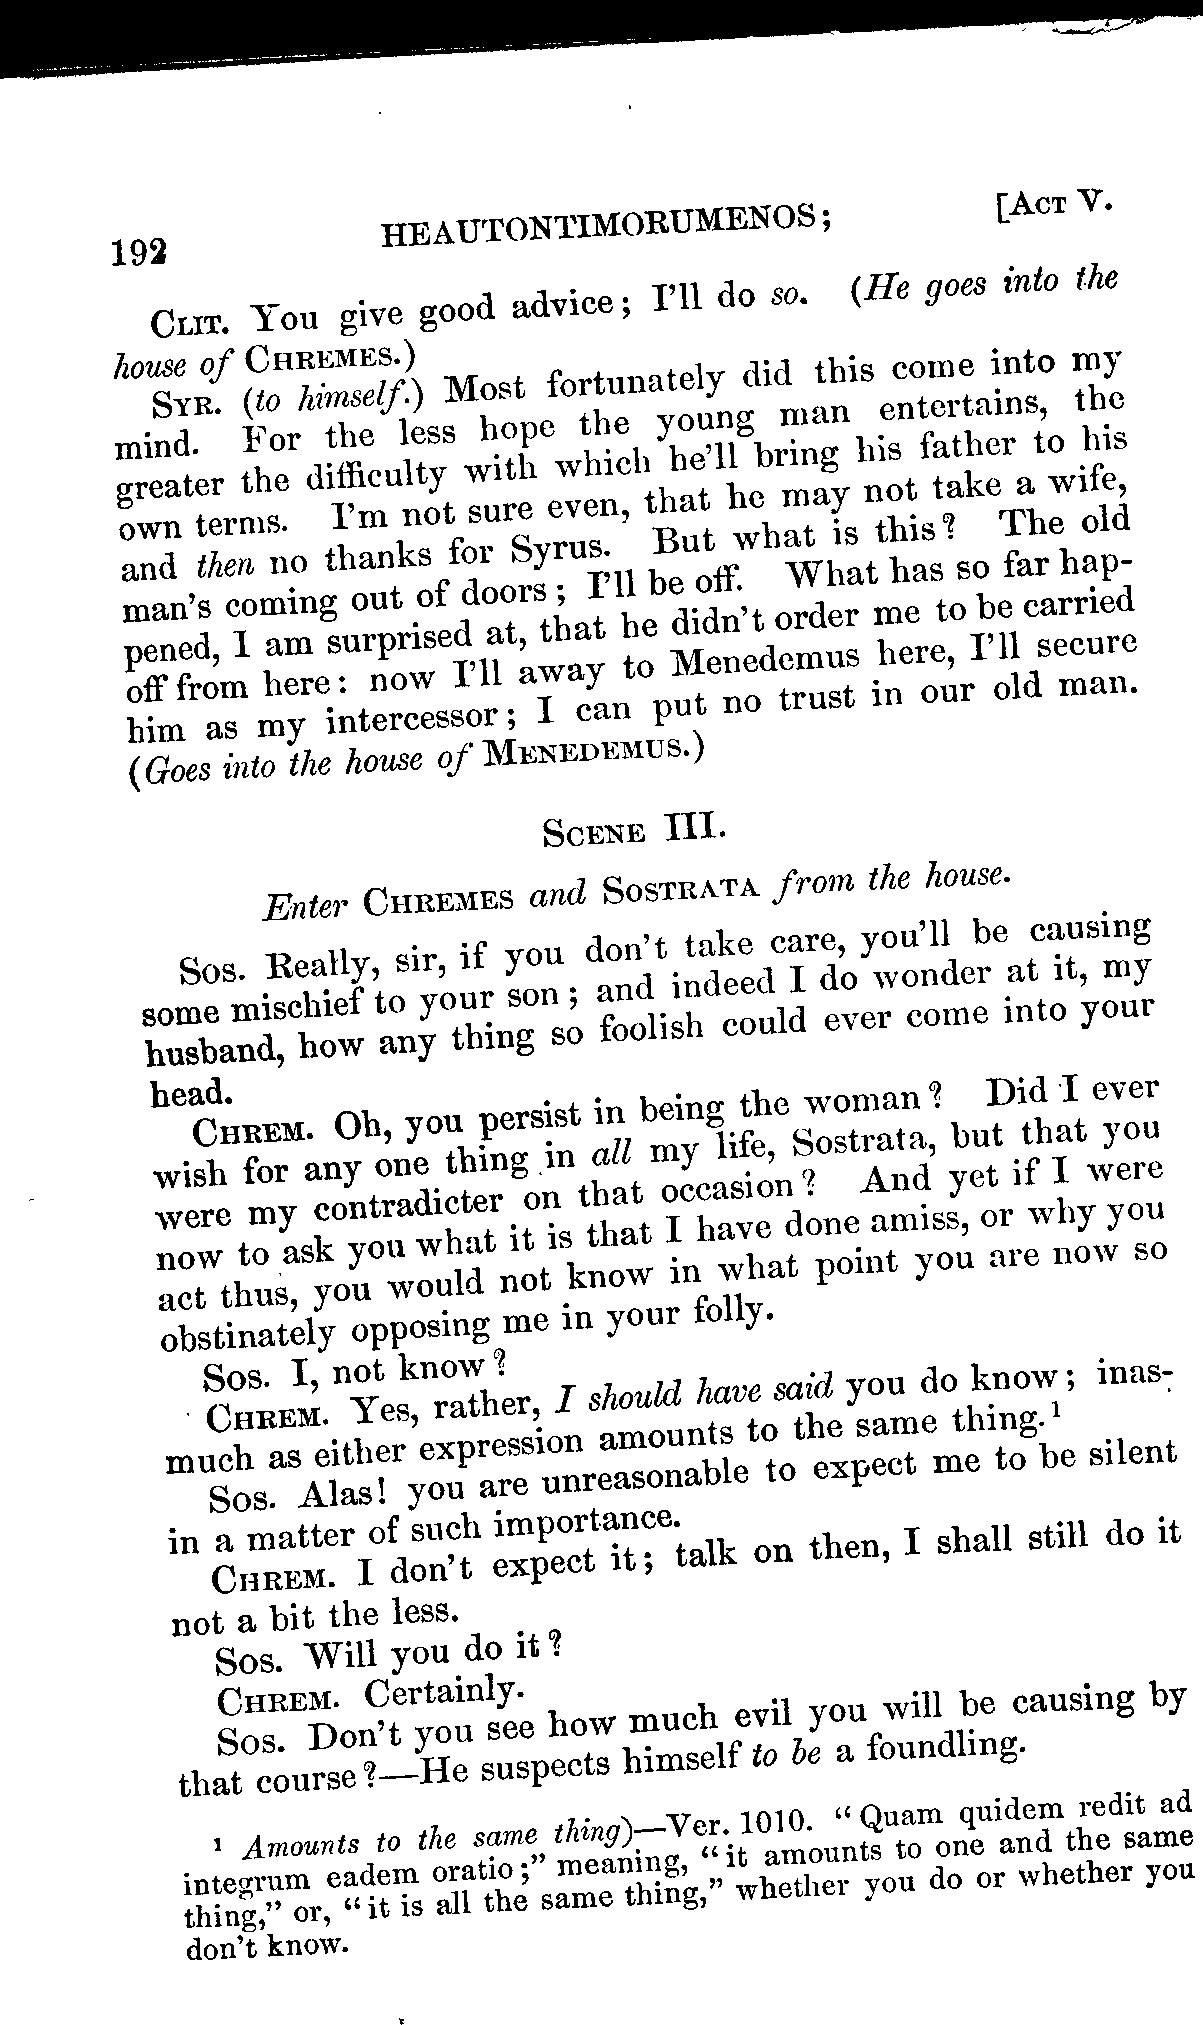 192 HEAUTONTIMORUMENOS; [ACT V.
CLIT. You give good advice; I'll do so. (He goes into the
house of CHREMES.)
SYR. (to himself.) Most fortunately did this come into my
mind. For the less hope the young man entertains, the
greater the difficulty with which he'll bring his father to his
own terms. I'm not sure even, that he may not take a wife,
and then no thanks for Syrus. But what is this? The old
man's coming out of doors; I'll be off. What has so far hap-
pened, I am surprised at, that he didn't order me to be carried
off from here: now I'll away to Menedemus here, I'll secure
him as my intercessor; I can put no trust in our old man.
(Goes into the house of MENEDEMUS.)
SCENE III.
Enter CHREMES and SOSTRATA from the house.
SOS. Really, sir, if you don't take care, you'll be causing
some mischief to your son; and indeed I do wonder at it, my
husband, how any thing so foolish could ever come into your
head.
CHREM. Oh, you persist in being the woman? Did I ever
wish for any one thing in all my life, Sostrata, but that you
were my contradicter on that occasion? And yet if I were
now to ask you what it is that I have done amiss, or why you
act thus, you would not know in what point you are now so
obstinately opposing me in your folly.
SOS. I, not know?
CHREM. Yes, rather, I should have said you do know; inas-
much as either expression amounts to the same thing.¹
SOS. Alas! you are unreasonable to expect me to be silent
in a matter of such importance.
CHREM. I don't expect it; talk on then, I shall still do it
not a bit the less.
SOS. Will you do it?
CHREM. Certainly.
SOS. Don't you see how much evil you will be causing by
that course?—He suspects himself to be a foundling.
¹ Amounts to the same thing)—Ver. 1010. "Quam quidem redit ad
integrum eadem oratio;" meaning, "it amounts to one and the same
thing," or, "it is all the same thing," whether you do or whether you
don't know.